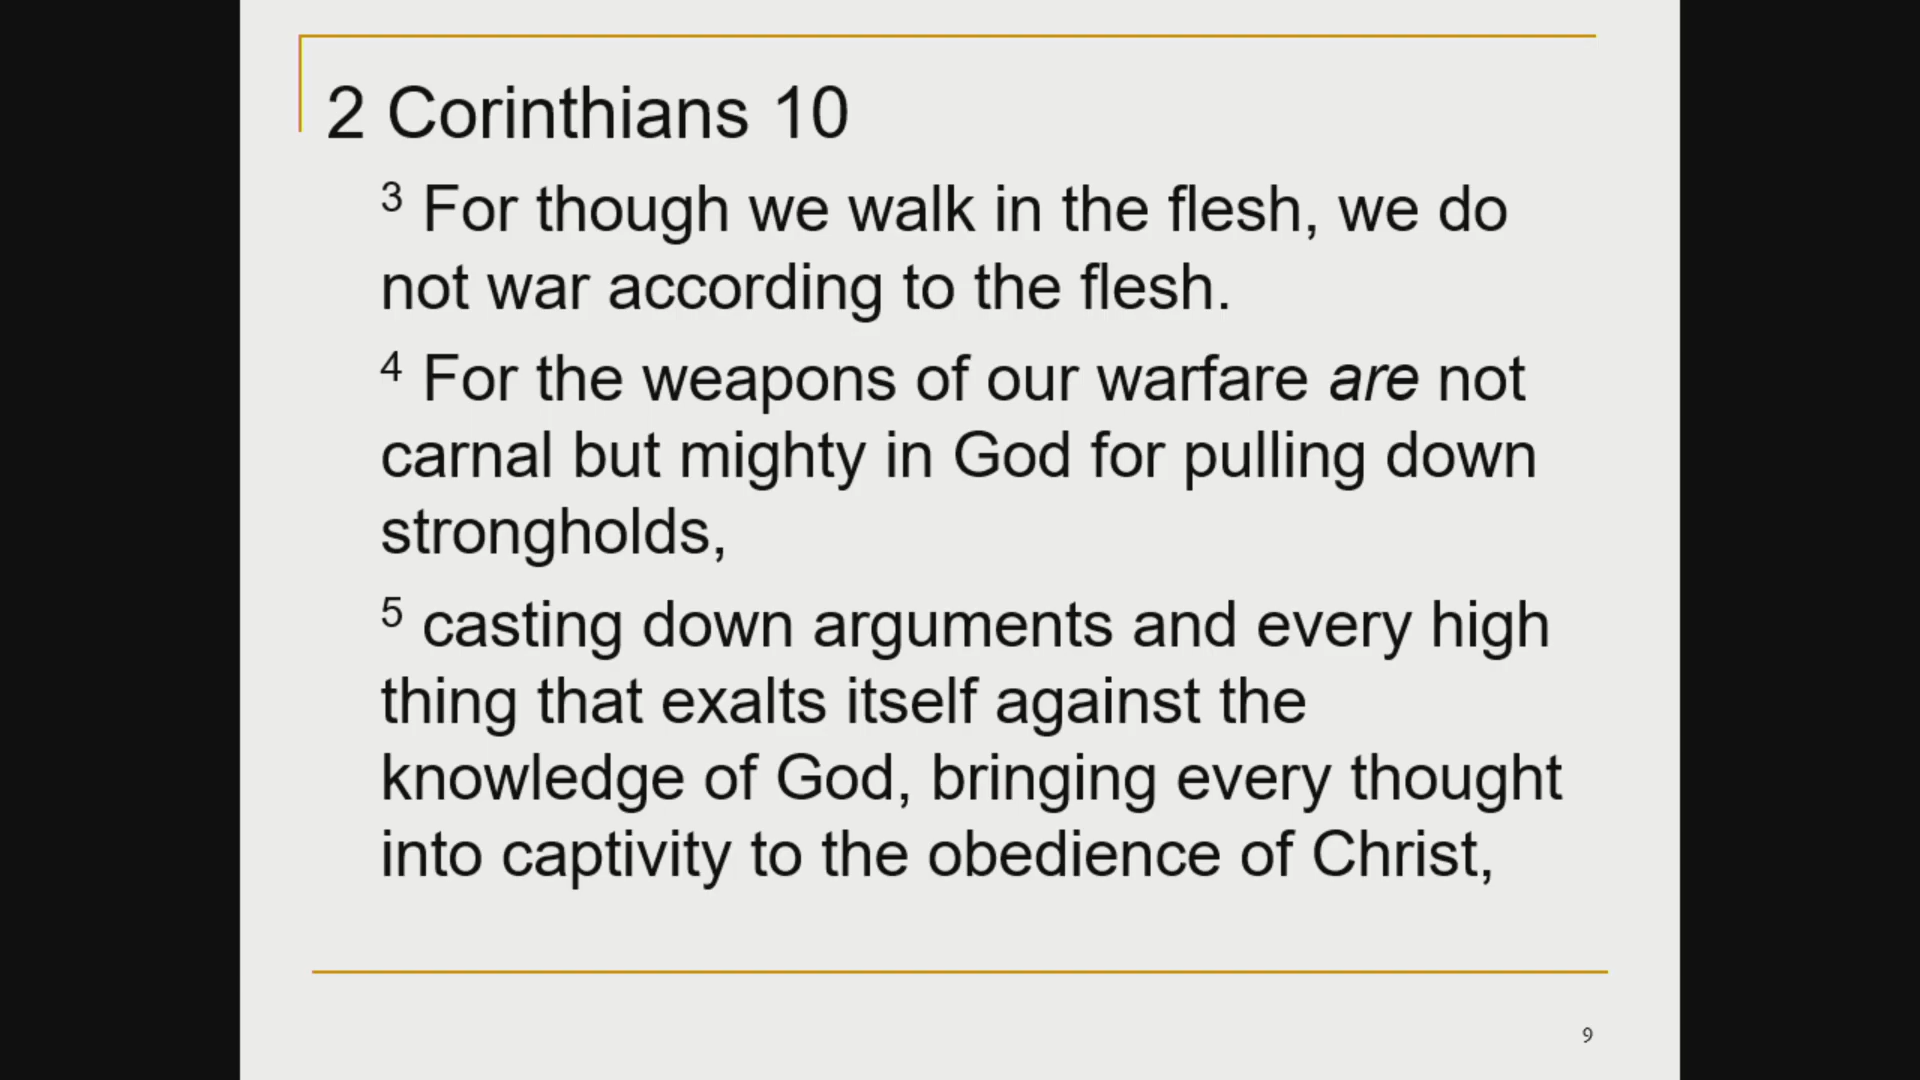 2 Corinthians 10
3 For though we walk in the flesh, we do
not war according to the flesh.
4 For the weapons of our warfare are not
carnal but mighty in God for pulling down
strongholds,
5 casting down arguments and every high
thing that exalts itself against the
knowledge of God, bringing every thought
into captivity to the obedience of Christ,
9